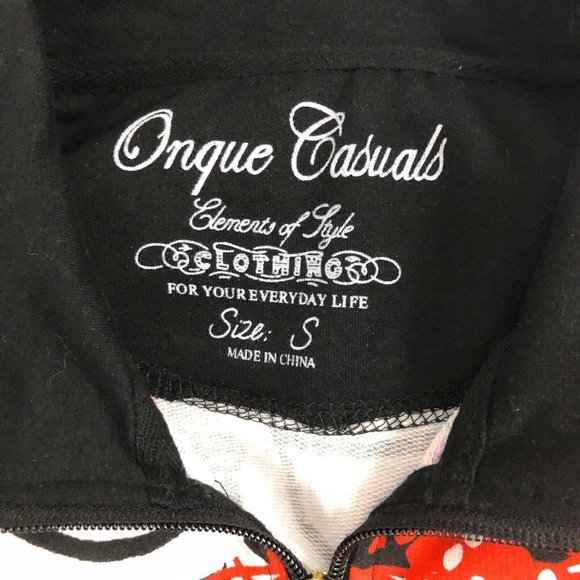 Onque Casuals
Elements of Style
CLOTHING
FOR YOUR EVERYDAY LIFE
Size: S
MADE IN CHINA